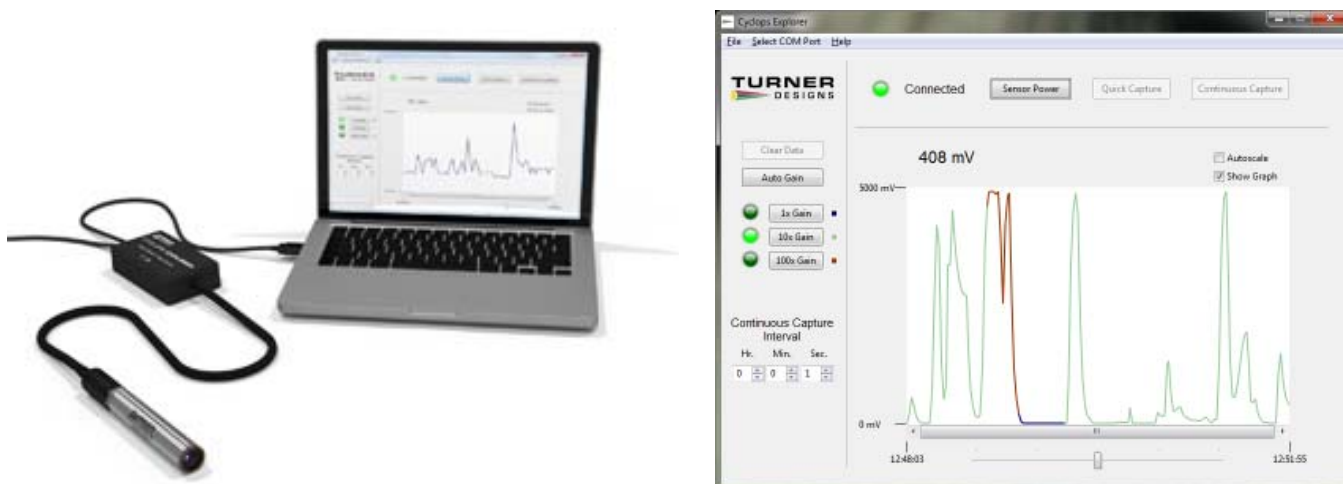 Cyclops Explorer
File Select COM Port Help
TURNER
DESIGNS
Connected Sensor Power Quick Capture Continuous Capture
Clear Data
Auto Gain
408 mV
Autoscale
Show Graph
5000 mV
1x Gain
10x Gain
100x Gain
Continuous Capture
Interval
Hr. Min. Sec.
0 0 1
0 mV
12:48:03 12:51:55
TURNER